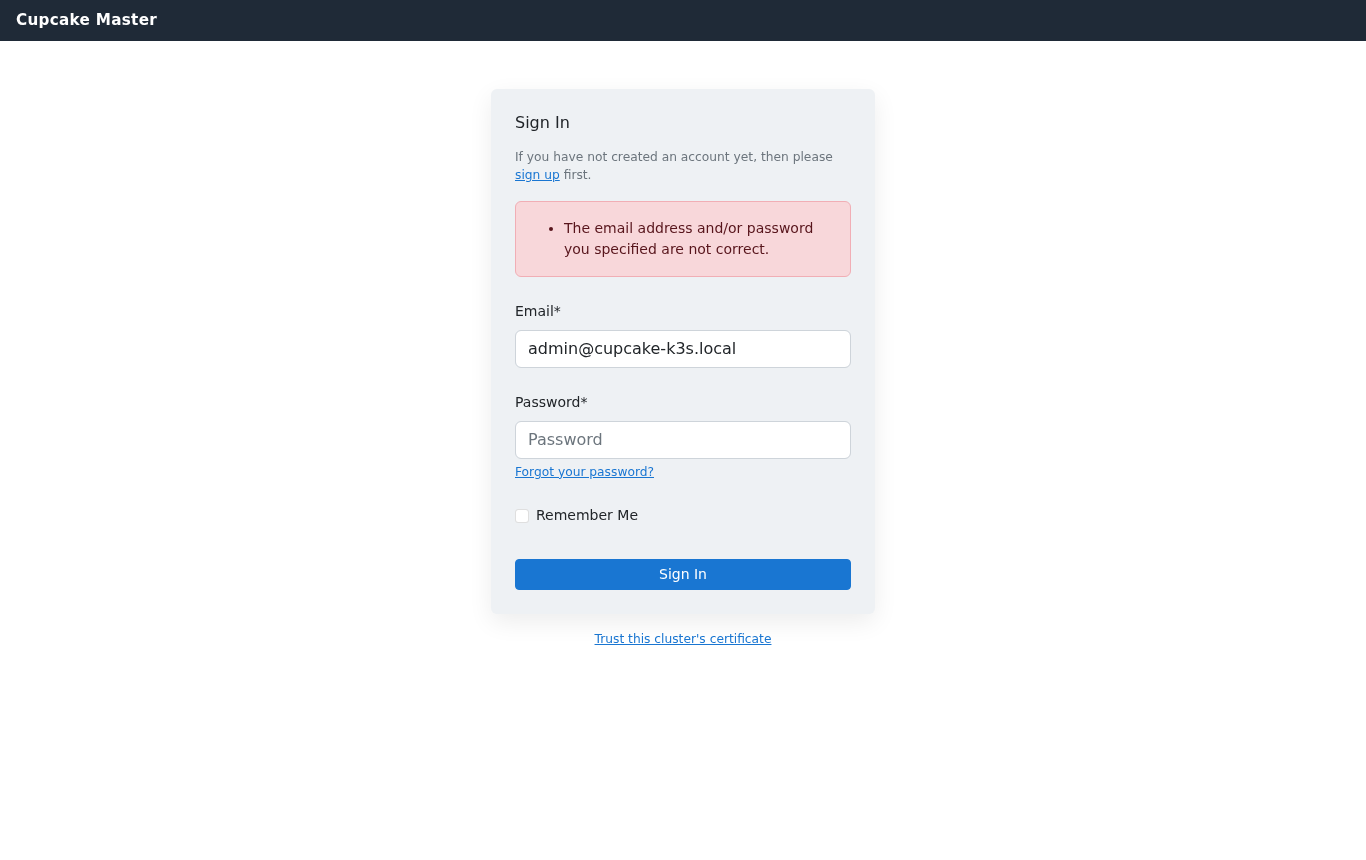 Cupcake Master
Sign In
If you have not created an account yet, then please
sign up first.
The email address and/or password
you specified are not correct.
Email*
admin@cupcake-k3s.local
Password*
Password
Forgot your password?
Remember Me
Sign In
Trust this cluster's certificate